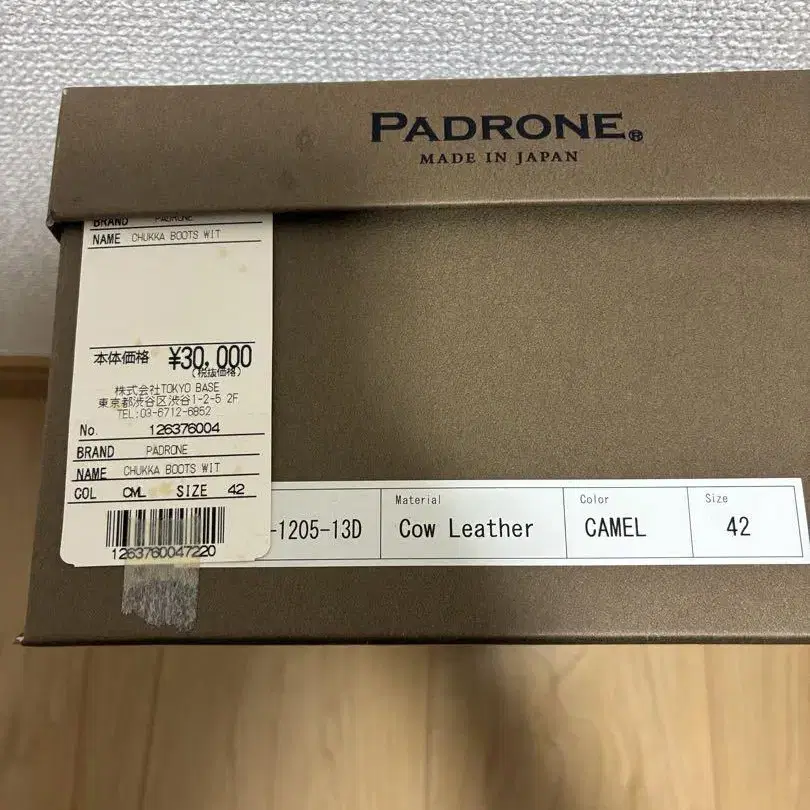 PADRONE®
MADE IN JAPAN
BRAND PADRONE
NAME CHUKKA BOOTS WIT
本体価格 ¥30,000
(税抜価格)
株式会社TOKYO BASE
東京都渋谷区渋谷1-2-5 2F
TEL:03-6712-6852
No. 126376004
BRAND PADRONE
NAME CHUKKA BOOTS WIT
COL CML SIZE 42
1263760047220
-1205-13D
Material
Cow Leather
Color
CAMEL
Size
42